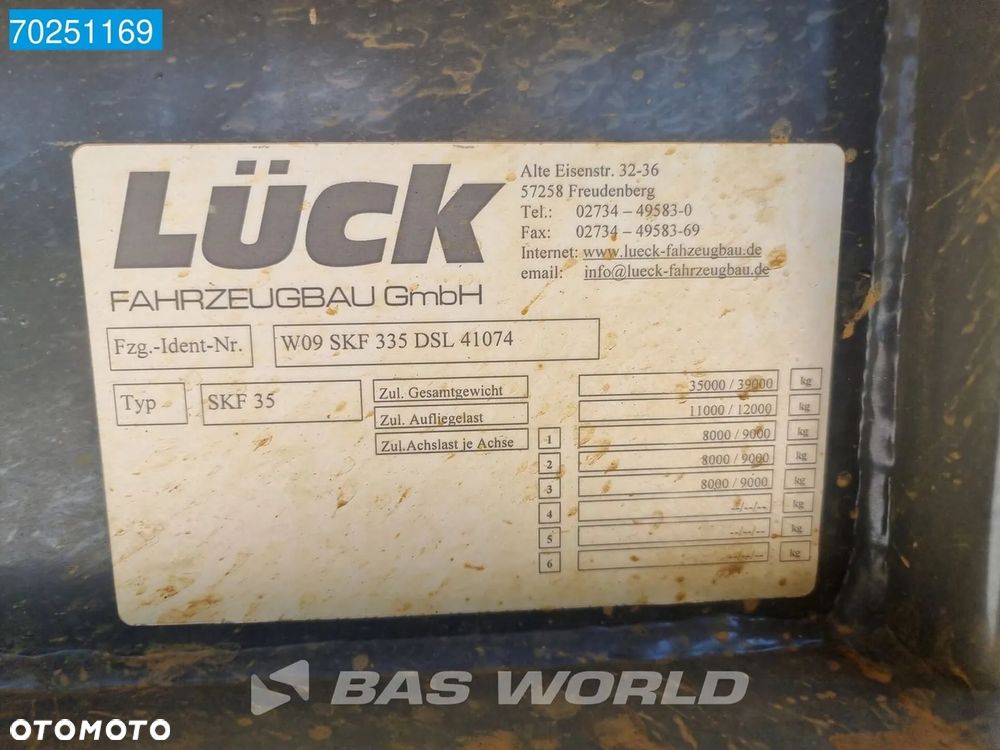 70251169
LÜCK
FAHRZEUGBAU GmbH
Alte Eisenstr. 32-36
57258 Freudenberg
Tel.: 02734 – 49583-0
Fax: 02734 – 49583-69
Internet: www.lueck-fahrzeugbau.de
email: info@lueck-fahrzeugbau.de
Fzg.-Ident-Nr. W09 SKF 335 DSL 41074
Typ SKF 35
Zul. Gesamtgewicht 35000 / 39000 kg
Zul. Aufliegelast 11000 / 12000 kg
Zul.Achslast je Achse 1 8000 / 9000 kg
2 8000 / 9000 kg
3 8000 / 9000 kg
4 --/--/-- kg
5 --/--/-- kg
6 --/--/-- kg
BAS WORLD
OTOMOTO